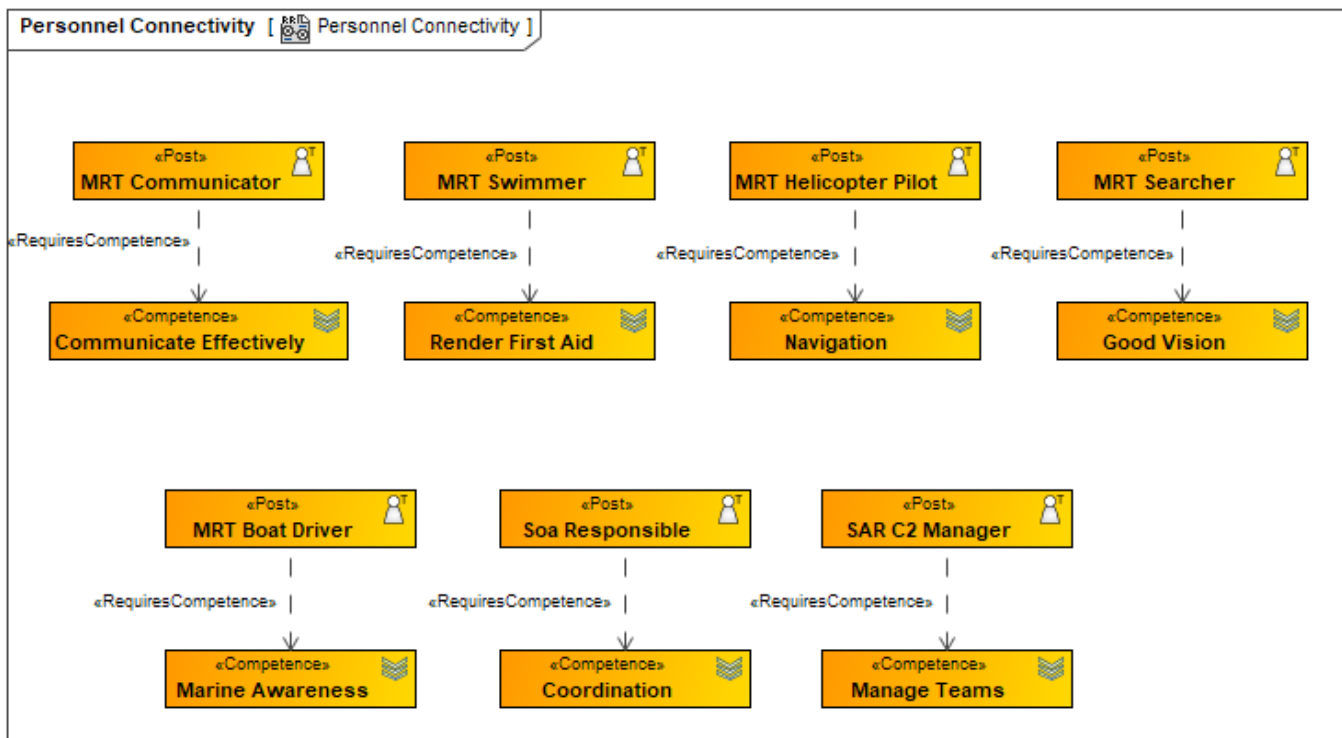 Personnel Connectivity [ Personnel Connectivity ]
«Post»
MRT Communicator
«Post»
MRT Swimmer
«Post»
MRT Helicopter Pilot
«Post»
MRT Searcher
«RequiresCompetence»
«RequiresCompetence»
«RequiresCompetence»
«RequiresCompetence»
«Competence»
Communicate Effectively
«Competence»
Render First Aid
«Competence»
Navigation
«Competence»
Good Vision
«Post»
MRT Boat Driver
«Post»
Soa Responsible
«Post»
SAR C2 Manager
«RequiresCompetence»
«RequiresCompetence»
«RequiresCompetence»
«Competence»
Marine Awareness
«Competence»
Coordination
«Competence»
Manage Teams